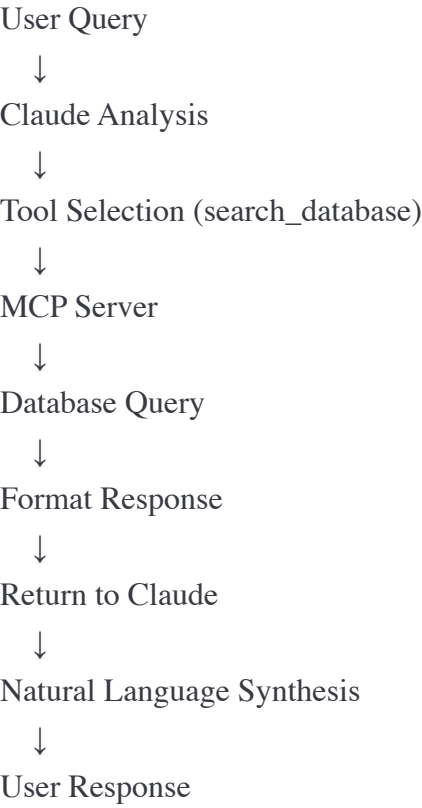 User Query
↓
Claude Analysis
↓
Tool Selection (search_database)
↓
MCP Server
↓
Database Query
↓
Format Response
↓
Return to Claude
↓
Natural Language Synthesis
↓
User Response